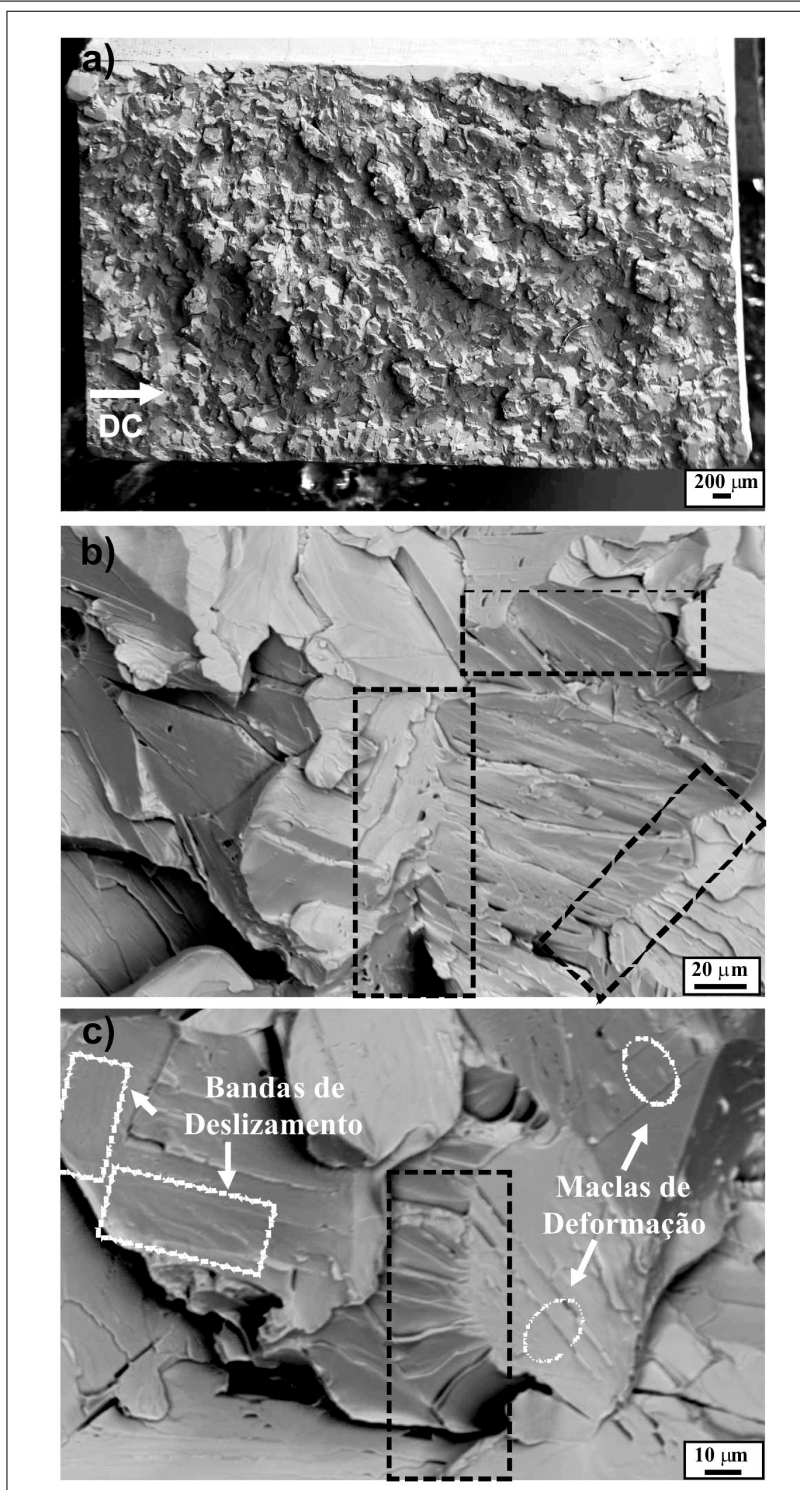 a)
DC
200 μm
b)
20 μm
c)
Bandas de
Deslizamento
Maclas de
Deformação
10 μm